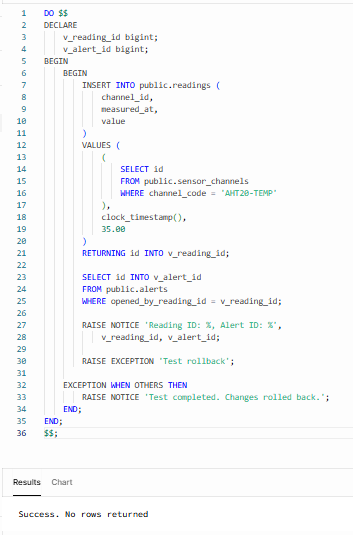 1 DO $$
2 DECLARE
3 v_reading_id bigint;
4 v_alert_id bigint;
5 BEGIN
6 BEGIN
7 INSERT INTO public.readings (
8 channel_id,
9 measured_at,
10 value
11 )
12 VALUES (
13 (
14 SELECT id
15 FROM public.sensor_channels
16 WHERE channel_code = 'AHT20-TEMP'
17 ),
18 clock_timestamp(),
19 35.00
20 )
21 RETURNING id INTO v_reading_id;
22
23 SELECT id INTO v_alert_id
24 FROM public.alerts
25 WHERE opened_by_reading_id = v_reading_id;
26
27 RAISE NOTICE 'Reading ID: %, Alert ID: %',
28 v_reading_id, v_alert_id;
29
30 RAISE EXCEPTION 'Test rollback';
31
32 EXCEPTION WHEN OTHERS THEN
33 RAISE NOTICE 'Test completed. Changes rolled back.';
34 END;
35 END;
36 $$;
Results Chart
Success. No rows returned